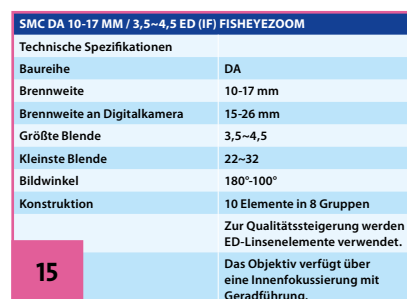 SMC DA 10-17 MM / 3,5~4,5 ED (IF) FISHEYEZOOM
Technische Spezifikationen
Baureihe DA
Brennweite 10-17 mm
Brennweite an Digitalkamera 15-26 mm
Größte Blende 3,5~4,5
Kleinste Blende 22~32
Bildwinkel 180°-100°
Konstruktion 10 Elemente in 8 Gruppen
Zur Qualitätssteigerung werden
ED-Linsenelemente verwendet.
15
Das Objektiv verfügt über
eine Innenfokussierung mit
Geradführung.